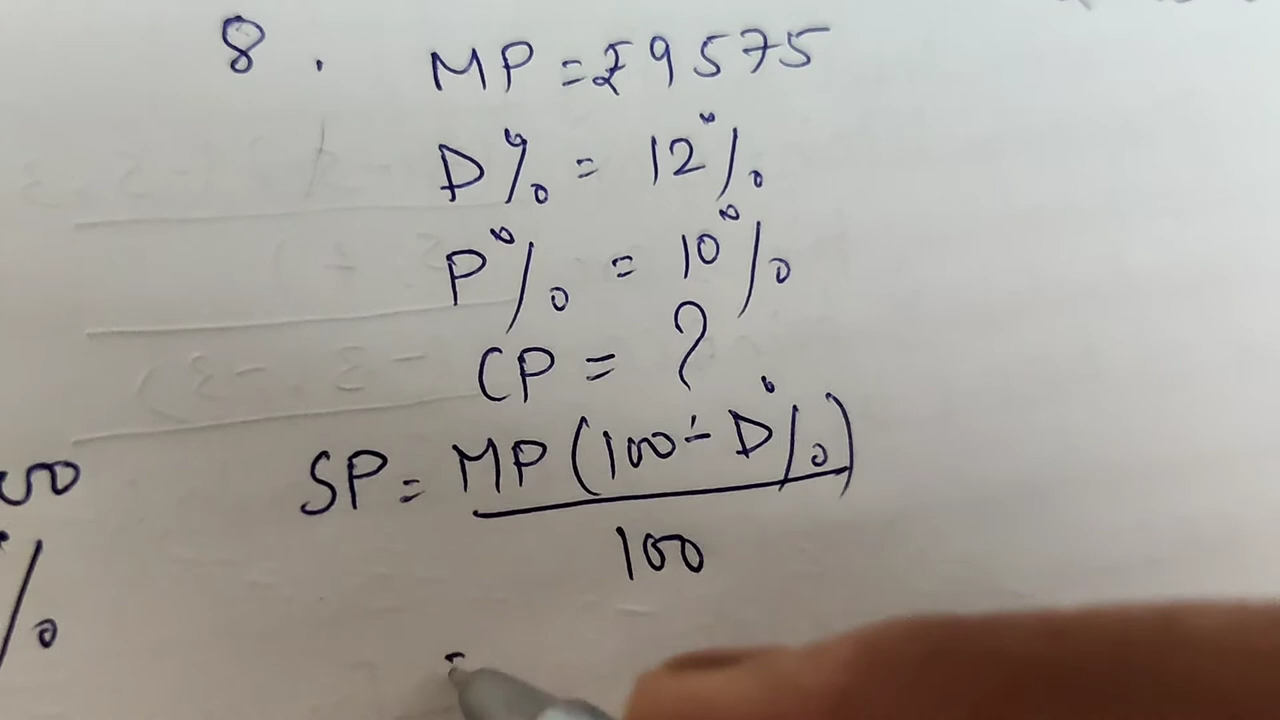 8. MP = ₹9575
D% = 12%
P% = 10%
CP = ?
SP = MP (100 - D%)
100
%